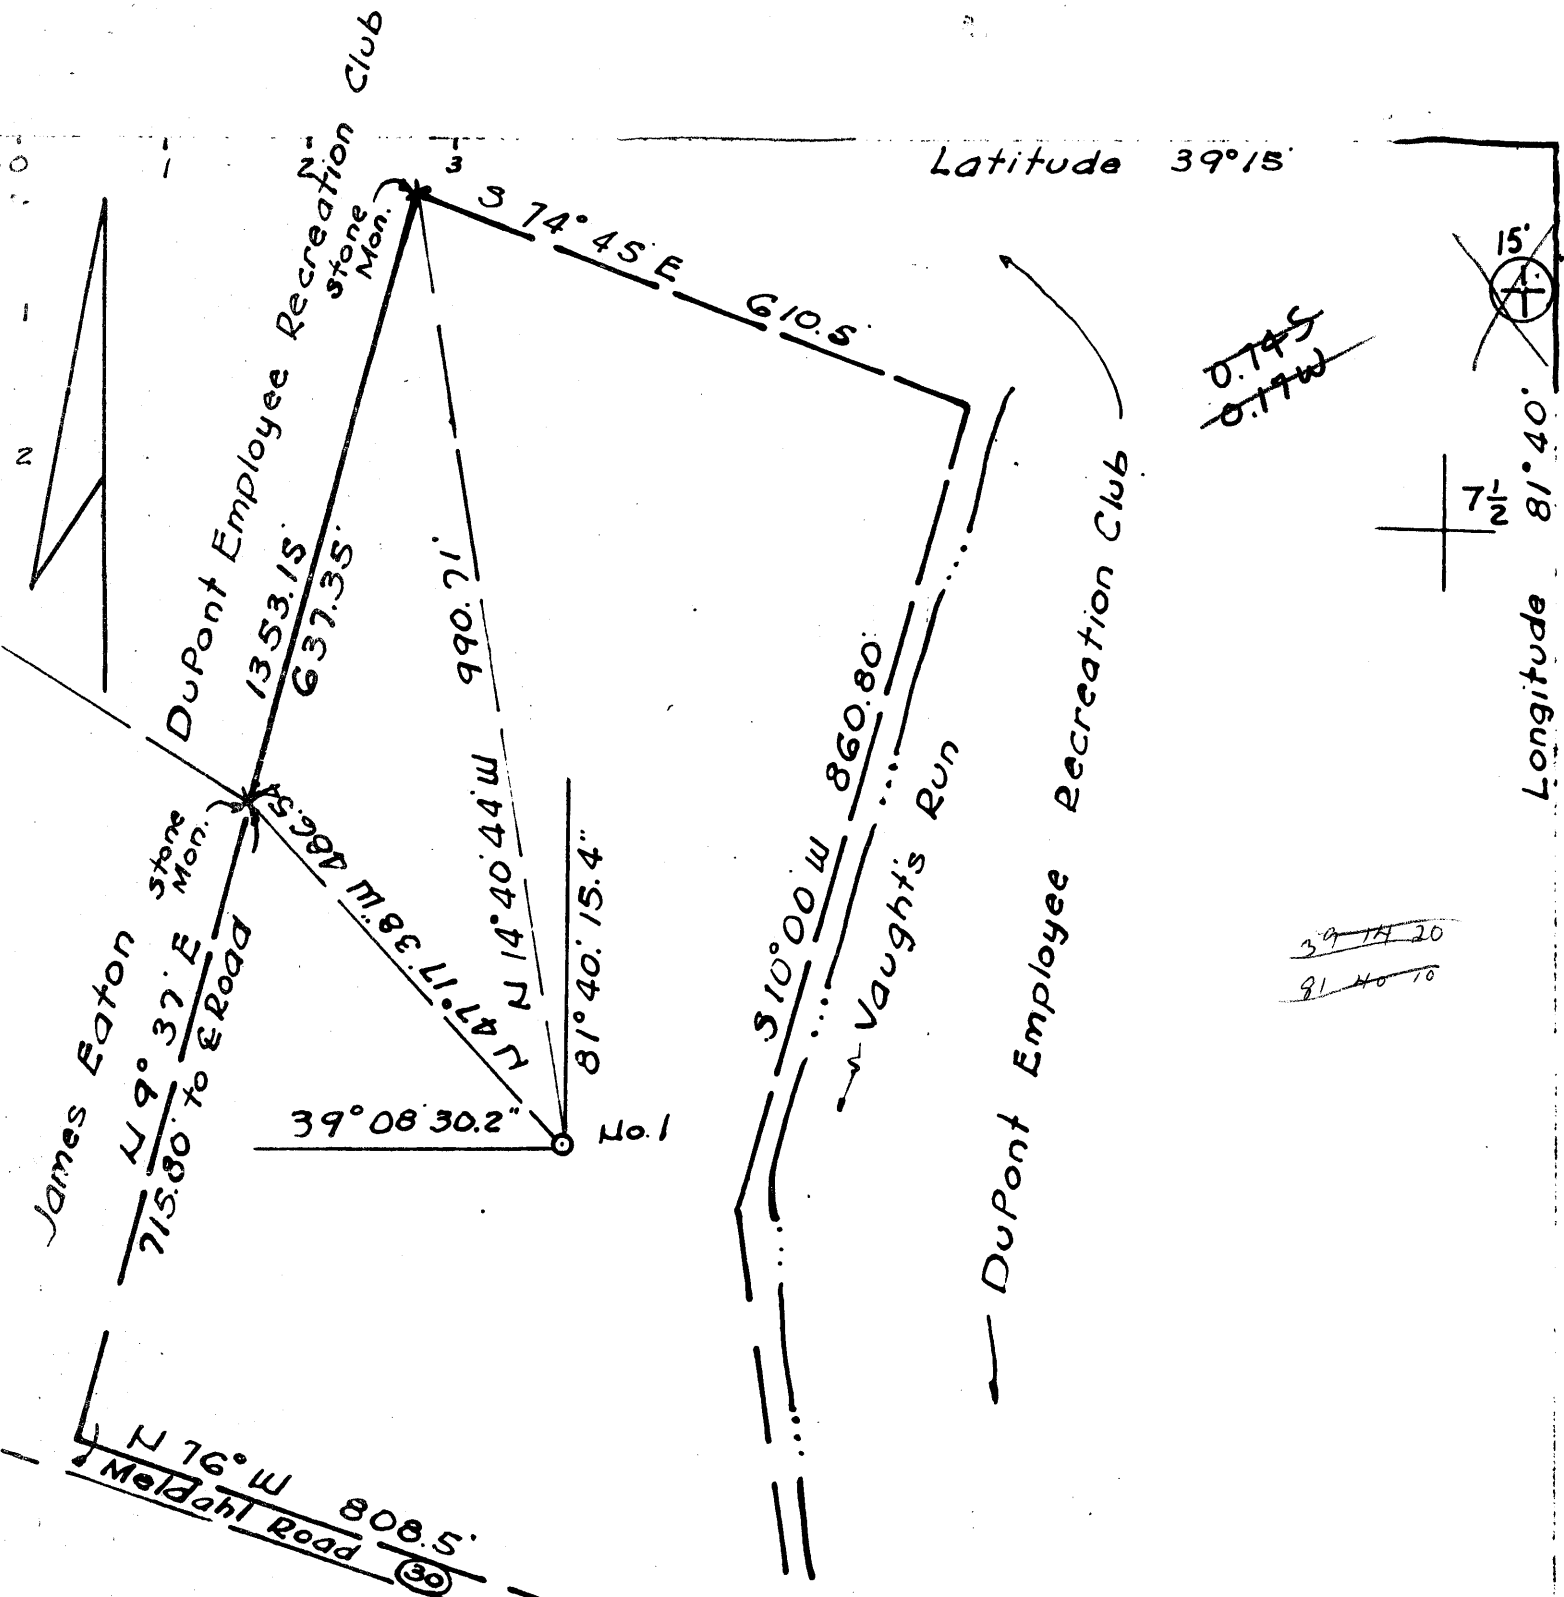 0 1 2 3
Latitude 39°15'
DuPont Employee Recreation Club
Stone
Mon.
S 74°45' E 610.5'
15'
1
0.74S
0.19W
2
7½
Longitude 81°40'
1353.15'
637.35'
990.71'
N 14°40'44" W
S 10°00' W 860.80'
Vaught's Run
DuPont Employee Recreation Club
Stone
Mon.
N 47°17'38" W 486.5'
81°40'15.4"
39 14 20
81 40 10
James Eaton
N 9°37' E
715.80' to ₵ Road
39°08'30.2"
No. 1
N 76° W 808.5'
Meldahl Road
30